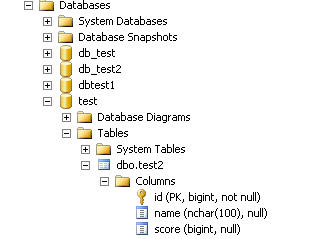 Databases
System Databases
Database Snapshots
db_test
db_test2
dbtest1
test
Database Diagrams
Tables
System Tables
dbo.test2
Columns
id (PK, bigint, not null)
name (nchar(100), null)
score (bigint, null)